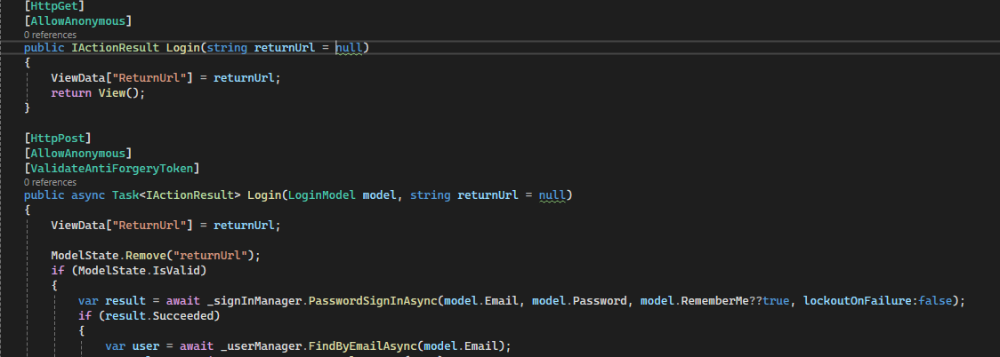 [HttpGet]
[AllowAnonymous]
0 references
public IActionResult Login(string returnUrl = null)
{
ViewData["ReturnUrl"] = returnUrl;
return View();
}
[HttpPost]
[AllowAnonymous]
[ValidateAntiForgeryToken]
0 references
public async Task<IActionResult> Login(LoginModel model, string returnUrl = null)
{
ViewData["ReturnUrl"] = returnUrl;
ModelState.Remove("returnUrl");
if (ModelState.IsValid)
{
var result = await _signInManager.PasswordSignInAsync(model.Email, model.Password, model.RememberMe??true, lockoutOnFailure:false);
if (result.Succeeded)
{
var user = await _userManager.FindByEmailAsync(model.Email);